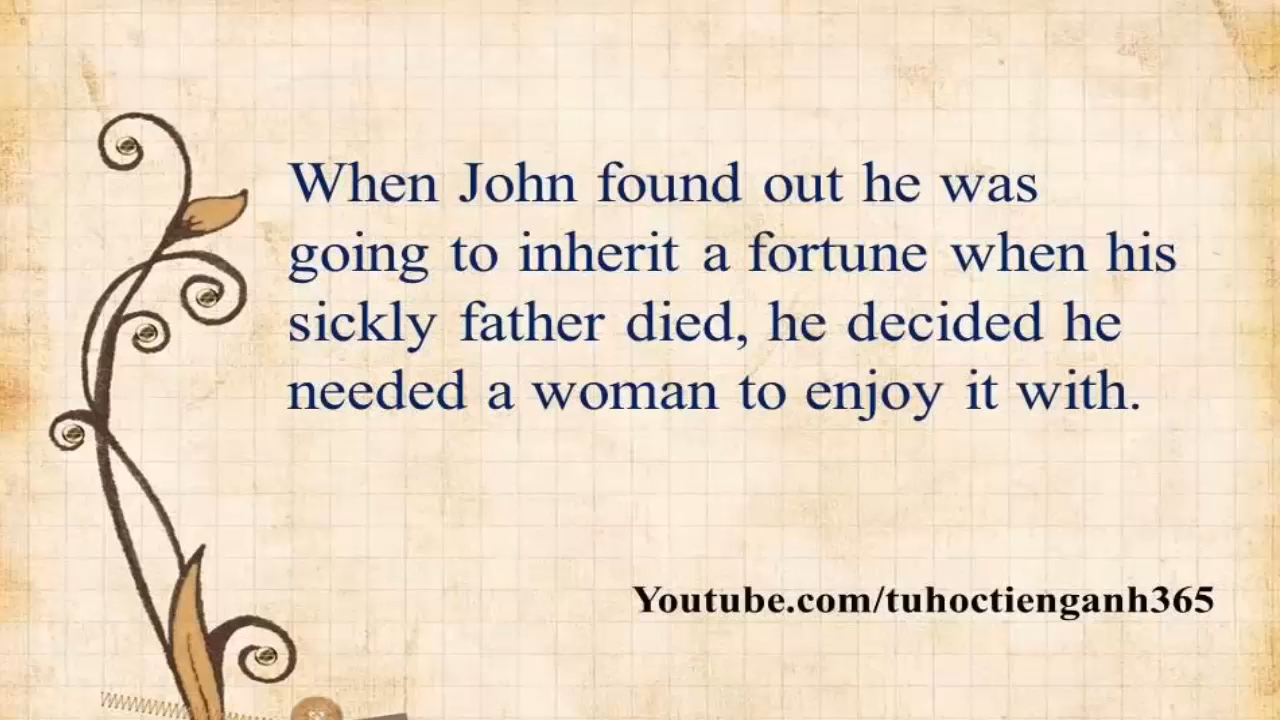 When John found out he was
going to inherit a fortune when his
sickly father died, he decided he
needed a woman to enjoy it with.
Youtube.com/tuhoctienganh365